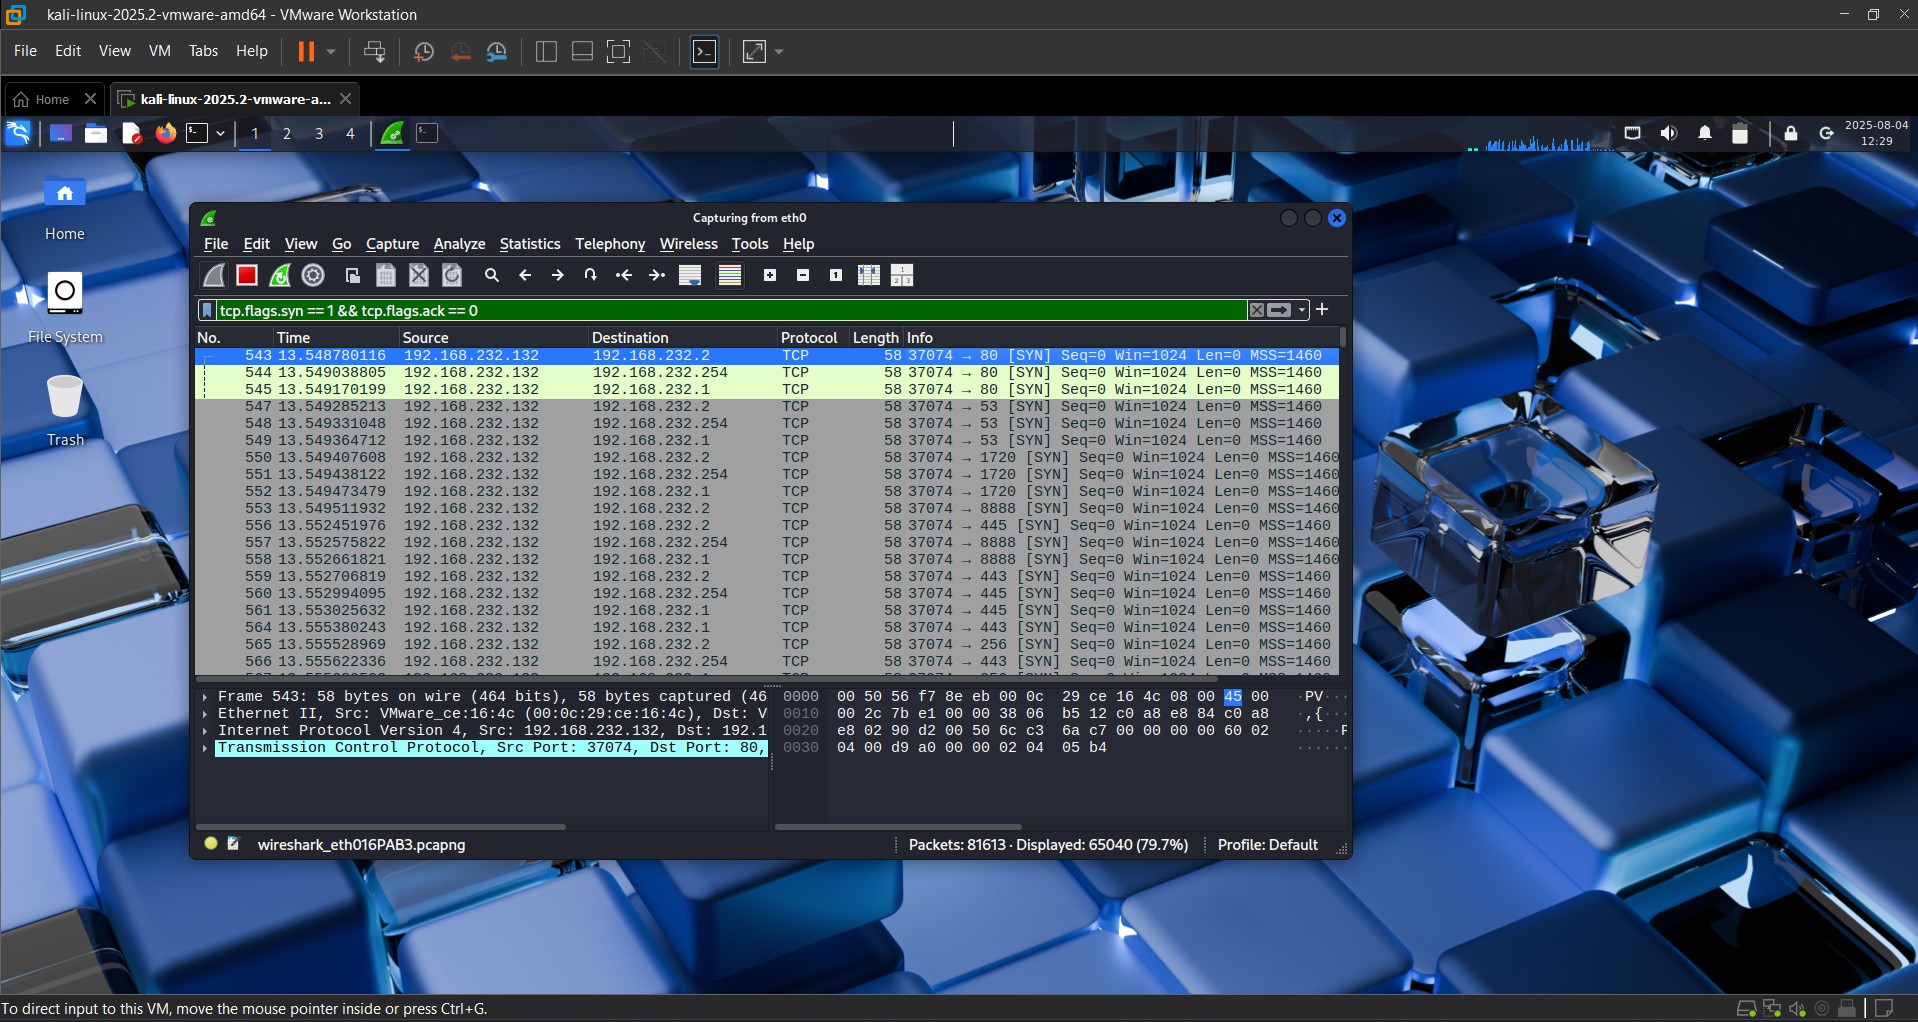 kali-linux-2025.2-vmware-amd64 - VMware Workstation
File Edit View VM Tabs Help
Home kali-linux-2025.2-vmware-a...
1 2 3 4 2025-08-04
12:29
Home
File System
Trash
Capturing from eth0
File Edit View Go Capture Analyze Statistics Telephony Wireless Tools Help
tcp.flags.syn == 1 && tcp.flags.ack == 0
No. Time Source Destination Protocol Length Info
543 13.548780116 192.168.232.132 192.168.232.2 TCP 58 37074 → 80 [SYN] Seq=0 Win=1024 Len=0 MSS=1460
544 13.549038805 192.168.232.132 192.168.232.254 TCP 58 37074 → 80 [SYN] Seq=0 Win=1024 Len=0 MSS=1460
545 13.549170199 192.168.232.132 192.168.232.1 TCP 58 37074 → 80 [SYN] Seq=0 Win=1024 Len=0 MSS=1460
547 13.549285213 192.168.232.132 192.168.232.2 TCP 58 37074 → 53 [SYN] Seq=0 Win=1024 Len=0 MSS=1460
548 13.549331048 192.168.232.132 192.168.232.254 TCP 58 37074 → 53 [SYN] Seq=0 Win=1024 Len=0 MSS=1460
549 13.549364712 192.168.232.132 192.168.232.1 TCP 58 37074 → 53 [SYN] Seq=0 Win=1024 Len=0 MSS=1460
550 13.549407608 192.168.232.132 192.168.232.2 TCP 58 37074 → 1720 [SYN] Seq=0 Win=1024 Len=0 MSS=1460
551 13.549438122 192.168.232.132 192.168.232.254 TCP 58 37074 → 1720 [SYN] Seq=0 Win=1024 Len=0 MSS=1460
552 13.549473479 192.168.232.132 192.168.232.1 TCP 58 37074 → 1720 [SYN] Seq=0 Win=1024 Len=0 MSS=1460
553 13.549511932 192.168.232.132 192.168.232.2 TCP 58 37074 → 8888 [SYN] Seq=0 Win=1024 Len=0 MSS=1460
556 13.552451976 192.168.232.132 192.168.232.2 TCP 58 37074 → 445 [SYN] Seq=0 Win=1024 Len=0 MSS=1460
557 13.552575822 192.168.232.132 192.168.232.254 TCP 58 37074 → 8888 [SYN] Seq=0 Win=1024 Len=0 MSS=1460
558 13.552661821 192.168.232.132 192.168.232.1 TCP 58 37074 → 8888 [SYN] Seq=0 Win=1024 Len=0 MSS=1460
559 13.552706819 192.168.232.132 192.168.232.2 TCP 58 37074 → 443 [SYN] Seq=0 Win=1024 Len=0 MSS=1460
560 13.552994095 192.168.232.132 192.168.232.254 TCP 58 37074 → 445 [SYN] Seq=0 Win=1024 Len=0 MSS=1460
561 13.553025632 192.168.232.132 192.168.232.1 TCP 58 37074 → 445 [SYN] Seq=0 Win=1024 Len=0 MSS=1460
564 13.555380243 192.168.232.132 192.168.232.1 TCP 58 37074 → 443 [SYN] Seq=0 Win=1024 Len=0 MSS=1460
565 13.555528969 192.168.232.132 192.168.232.2 TCP 58 37074 → 256 [SYN] Seq=0 Win=1024 Len=0 MSS=1460
566 13.555622336 192.168.232.132 192.168.232.254 TCP 58 37074 → 443 [SYN] Seq=0 Win=1024 Len=0 MSS=1460
Frame 543: 58 bytes on wire (464 bits), 58 bytes captured (46 0000 00 50 56 f7 8e eb 00 0c 29 ce 16 4c 08 00 45 00 ·PV···
Ethernet II, Src: VMware_ce:16:4c (00:0c:29:ce:16:4c), Dst: V 0010 00 2c 7b e1 00 00 38 06 b5 12 c0 a8 e8 84 c0 a8 ·,{···
Internet Protocol Version 4, Src: 192.168.232.132, Dst: 192.1 0020 e8 02 90 d2 00 50 6c c3 6a c7 00 00 00 00 60 02 ·····P
Transmission Control Protocol, Src Port: 37074, Dst Port: 80, 0030 04 00 d9 a0 00 00 02 04 05 b4 ······
wireshark_eth016PAB3.pcapng Packets: 81613 · Displayed: 65040 (79.7%) Profile: Default
To direct input to this VM, move the mouse pointer inside or press Ctrl+G.